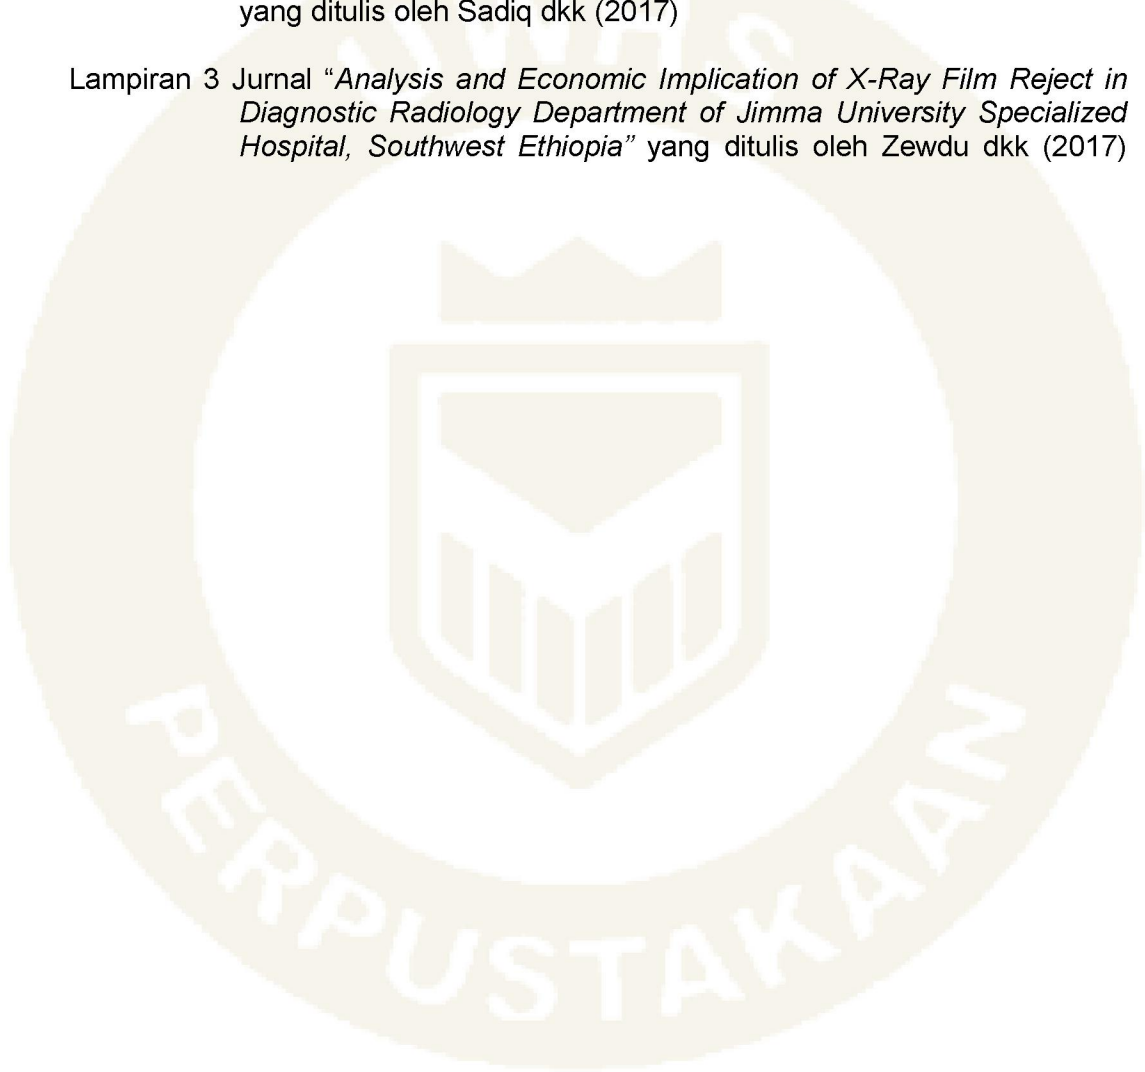 yang ditulis oleh Sadiq dkk (2017)
Lampiran 3 Jurnal “Analysis and Economic Implication of X-Ray Film Reject in
Diagnostic Radiology Department of Jimma University Specialized
Hospital, Southwest Ethiopia” yang ditulis oleh Zewdu dkk (2017)
PERPUSTAKAAN